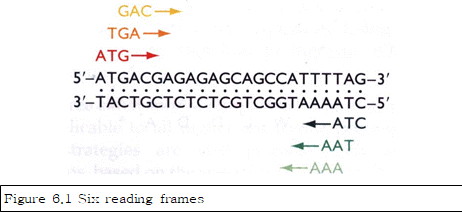 GAC→
TGA→
ATG→
5′–ATGACGAGAGAGCAGCCATTTTAG–3′
3′–TACTGCTCTCTCGTCGGTAAAATC–5′
←ATC
←AAT
←AAA
Figure 6.1 Six reading frames